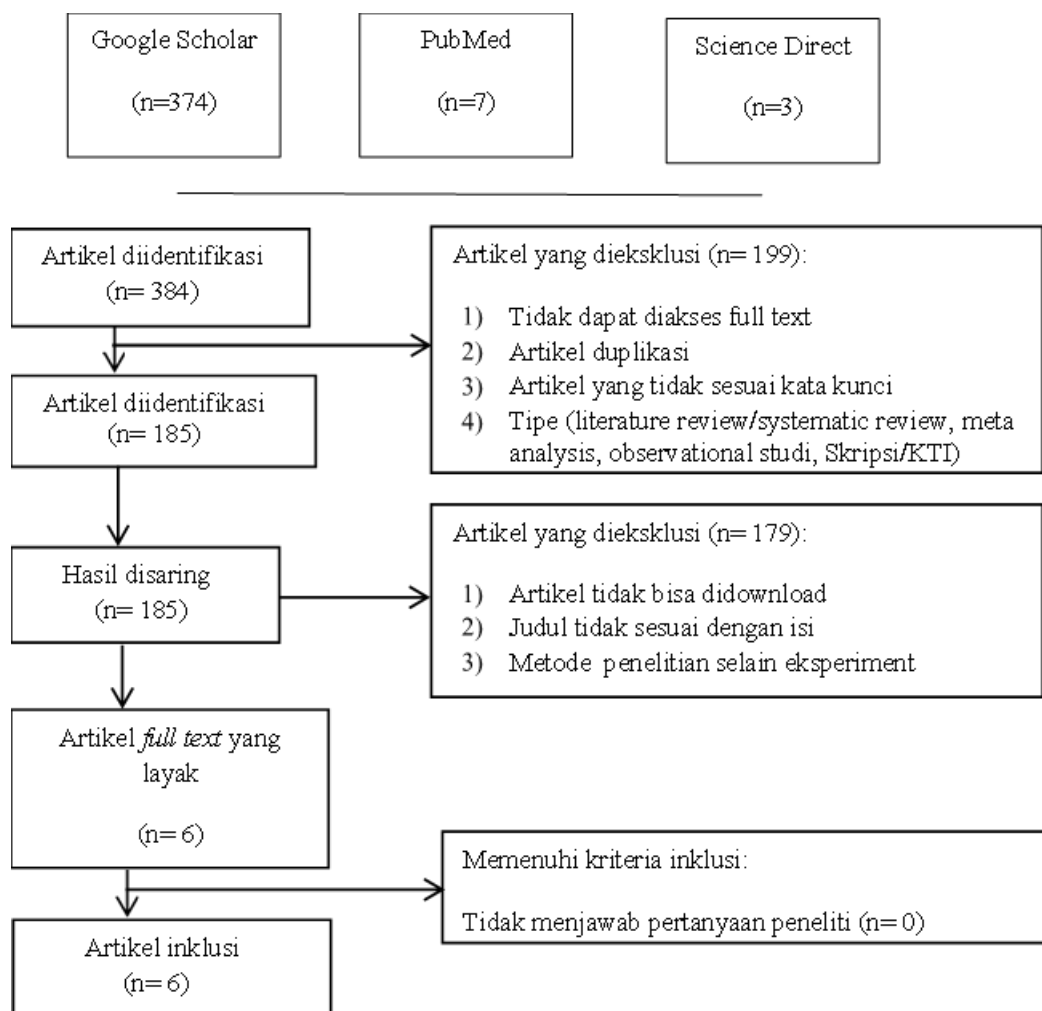 Google Scholar
(n=374)
PubMed
(n=7)
Science Direct
(n=3)
Artikel diidentifikasi
(n= 384)
Artikel yang dieksklusi (n= 199):
1) Tidak dapat diakses full text
2) Artikel duplikasi
3) Artikel yang tidak sesuai kata kunci
4) Tipe (literature review/systematic review, meta
analysis, observational studi, Skripsi/KTI)
Artikel diidentifikasi
(n= 185)
Hasil disaring
(n= 185)
Artikel yang dieksklusi (n= 179):
1) Artikel tidak bisa didownload
2) Judul tidak sesuai dengan isi
3) Metode penelitian selain eksperiment
Artikel full text yang
layak
(n= 6)
Memenuhi kriteria inklusi:
Tidak menjawab pertanyaan peneliti (n= 0)
Artikel inklusi
(n= 6)